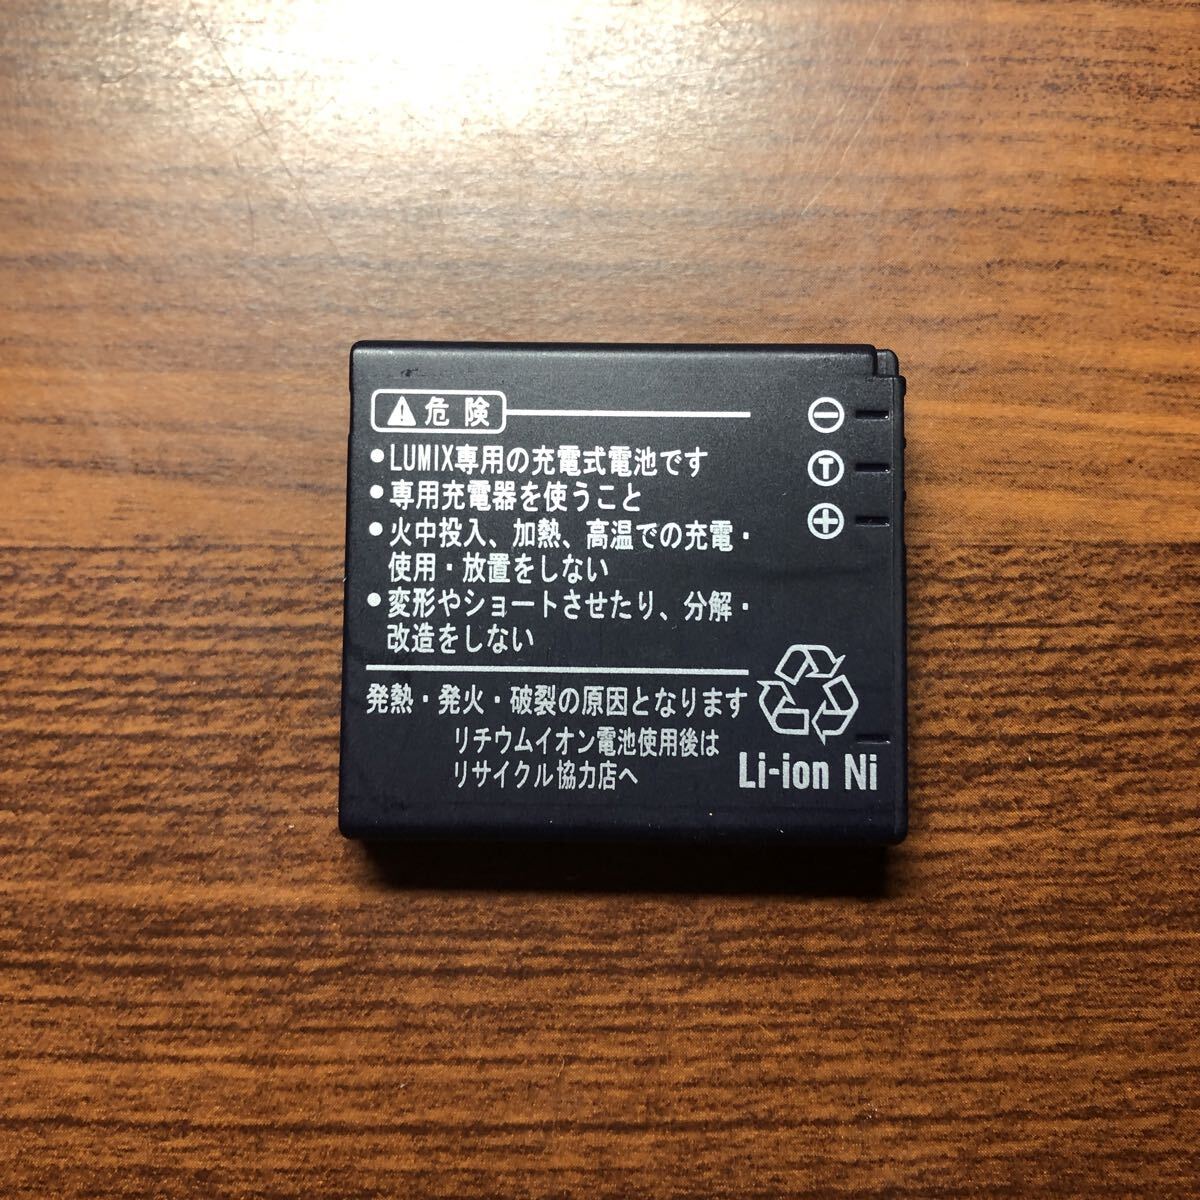 ⚠危険
•LUMIX専用の充電式電池です
•専用充電器を使うこと
•火中投入、加熱、高温での充電・
使用・放置をしない
•変形やショートさせたり、分解・
改造をしない
発熱・発火・破裂の原因となります
リチウムイオン電池使用後は
リサイクル協力店へ
−
T
+
Li-ion Ni